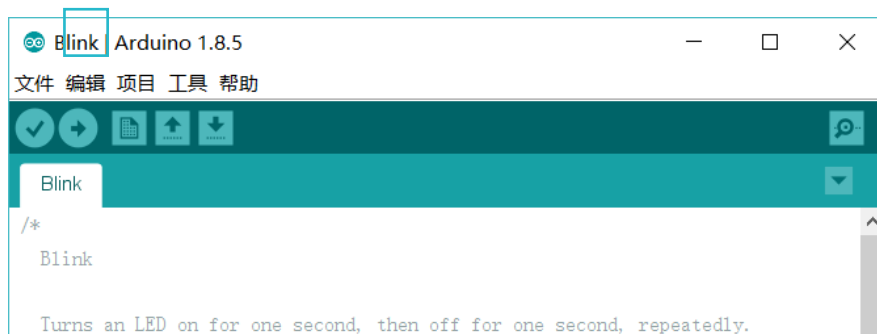 Blink | Arduino 1.8.5
文件 编辑 项目 工具 帮助
Blink
/*
Blink
Turns an LED on for one second, then off for one second, repeatedly.